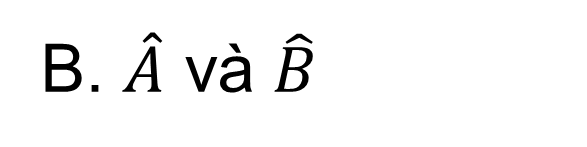 B. Â và B̂